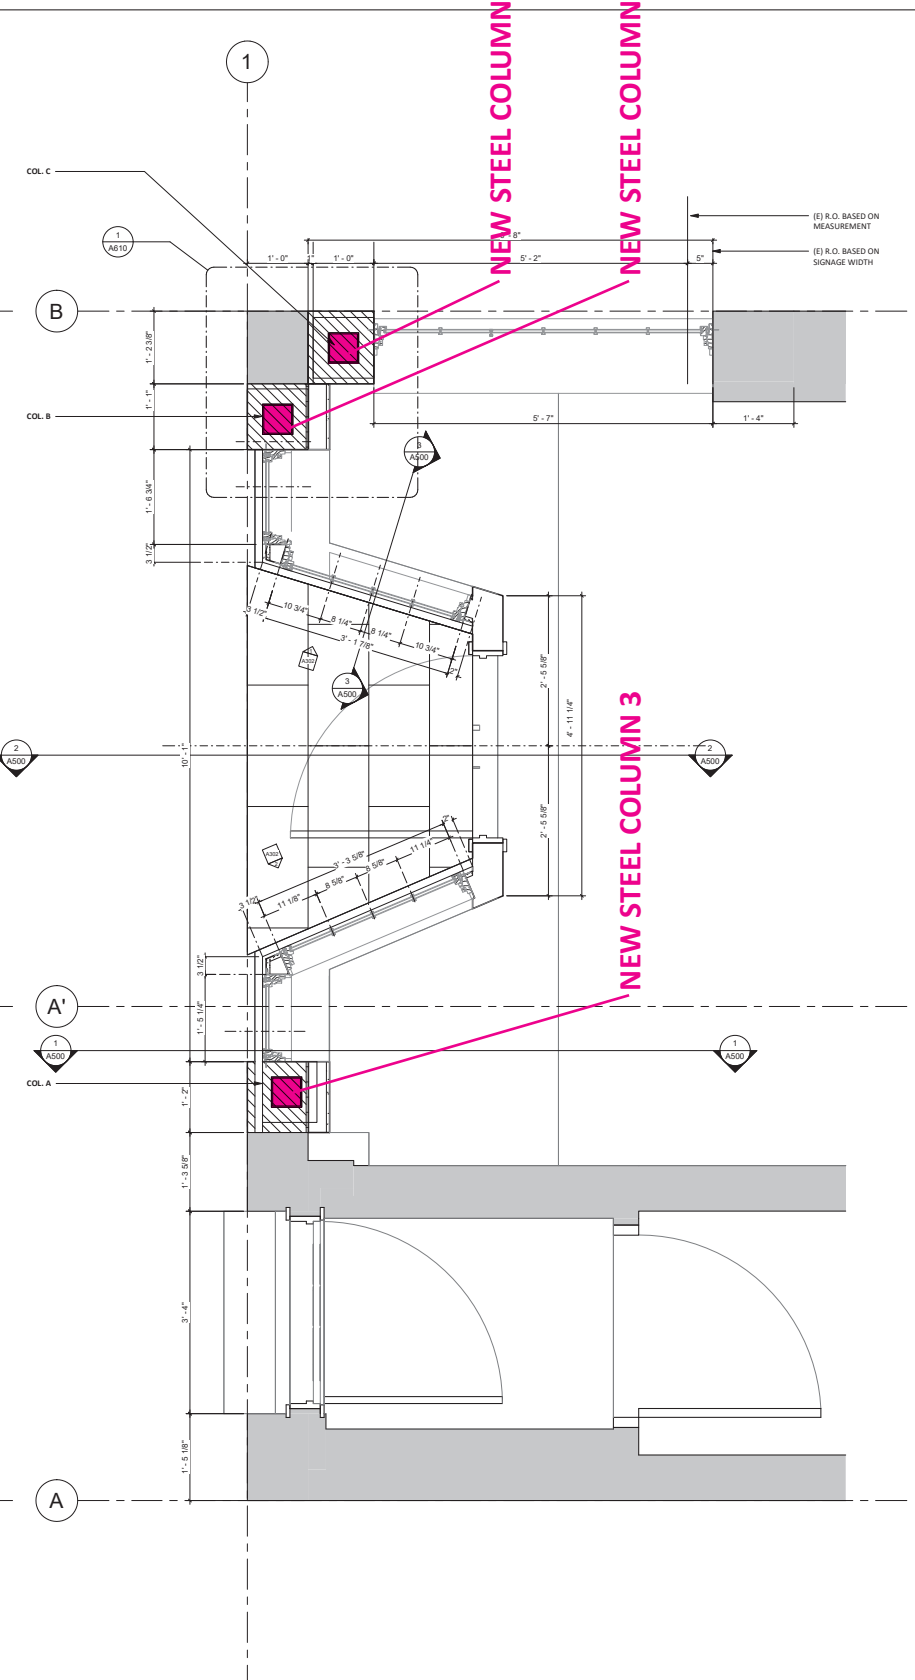 NEW STEEL COLUMN
NEW STEEL COLUMN
1
COL. C
1
A610
(E) R.O. BASED ON
MEASUREMENT
(E) R.O. BASED ON
SIGNAGE WIDTH
1' - 0"
1' - 0"
5' - 2"
5"
B
1' - 2 3/8"
1' - 1"
COL. B
5' - 7"
1' - 4"
3
A500
1' - 6 3/4"
3 1/2"
3 1/2"
10 3/4"
8 1/4"
8 1/4"
10 3/4"
3' - 1 7/8"
2"
A302
3
A500
2' - 5 5/8"
4' - 11 1/4"
NEW STEEL COLUMN 3
2
A500
10' - 1"
2
A500
2' - 5 5/8"
A302
2"
3' - 3 5/8"
11 1/4"
8 5/8"
8 5/8"
11 1/8"
3 1/2"
3 1/2"
1' - 5 1/4"
A'
1
A500
1
A500
COL. A
1' - 2"
1' - 3 5/8"
3' - 4"
1' - 5 1/8"
A